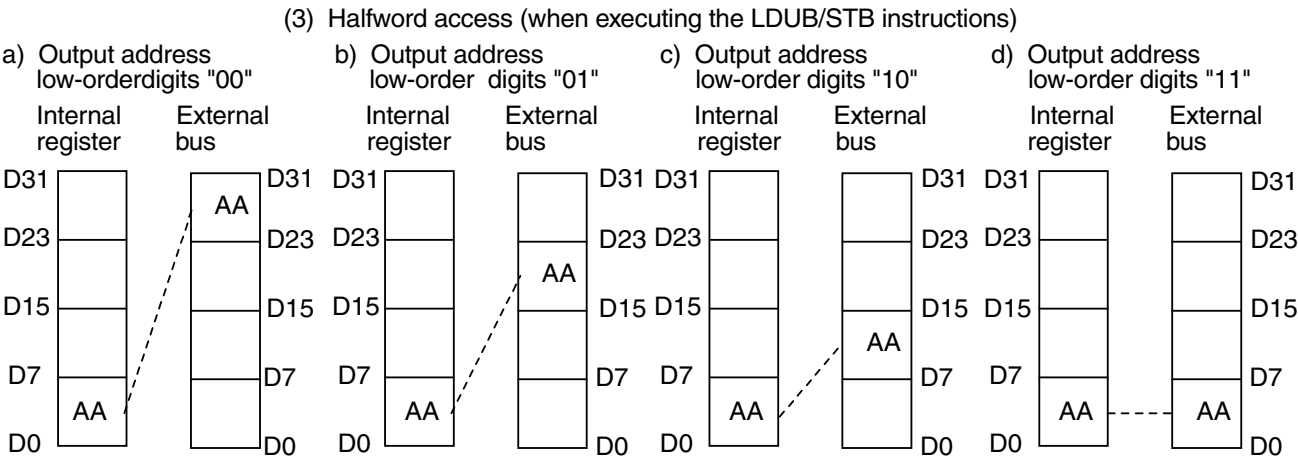 (3) Halfword access (when executing the LDUB/STB instructions)
a) Output address
low-orderdigits "00"
b) Output address
low-order digits "01"
c) Output address
low-order digits "10"
d) Output address
low-order digits "11"
Internal register
External bus
Internal register
External bus
Internal register
External bus
Internal register
External bus
D31 D31 D31 D31 D31 D31 D31 D31
AA
D23 D23 D23 D23 D23 D23 D23 D23
AA
D15 D15 D15 D15 D15 D15 D15 D15
AA
D7 D7 D7 D7 D7 D7 D7 D7
AA AA AA AA AA
D0 D0 D0 D0 D0 D0 D0 D0